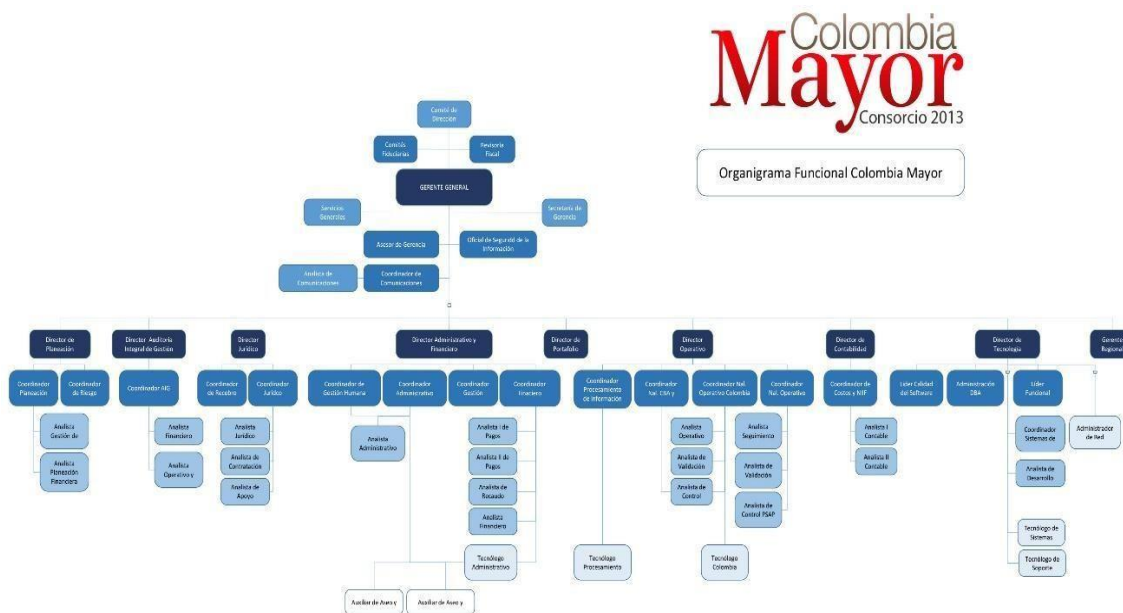 Colombia
Mayor
Consorcio 2013
Organigrama Funcional Colombia Mayor
Comité de
Dirección
Comités
Fiduciarias
Revisoría
Fiscal
GERENTE GENERAL
Servicios
Generales
Secretaría de
Gerencia
Asesor de Gerencia
Oficial de Segurdd de la
Información
Analista de
Comunicaciones
Coordinador de
Comunicaciones
Director de
Planeación
Director Auditoría
Integral de Gestión
Director
Jurídico
Director Administrativo y
Financiero
Director de
Portafolio
Director
Operativo
Director de
Contabilidad
Director de
Tecnología
Gerente
Regional
Coordinador
Planeación
Coordinador
de Riesgo
Coordinador AIG
Coordinador
de Recobro
Coordinador
Jurídico
Coordinador de
Gestión Humana
Coordinador
Administrativo
Coordinador
Gestión
Coordinador
Finaciero
Coordinador
Procesamiento
de Información
Coordinador
Nal. CSA y
Coordinador Nal.
Operativo Colombia
Coordinador
Nal. Operativo
Coordinador de
Costos y NIIF
Líder Calidad
del Software
Administración
DBA
Líder
Funcional
Analista
Gestión de
Analista
Planeación
Financiera
Analista
Financiero
Analista
Operativo y
Analista
Jurídico
Analista de
Contratación
Analista de
Apoyo
Analista
Administrativo
Analista I de
Pagos
Analista II de
Pagos
Analista de
Recaudo
Analista
Financiero
Tecnólogo
Administrativo
Auxiliar de Aseo y
Auxiliar de Aseo y
Tecnólogo
Procesamiento
Analista
Operativo
Analista de
Validación
Analista de
Control
Tecnólogo
Colombia
Analista
Seguimiento
Analista de
Validación
Analista de
Control PSAP
Analista I
Contable
Analista II
Contable
Coordinador
Sistemas de
Analista de
Desarrollo
Tecnólogo de
Sistemas
Tecnólogo de
Soporte
Administrador
de Red